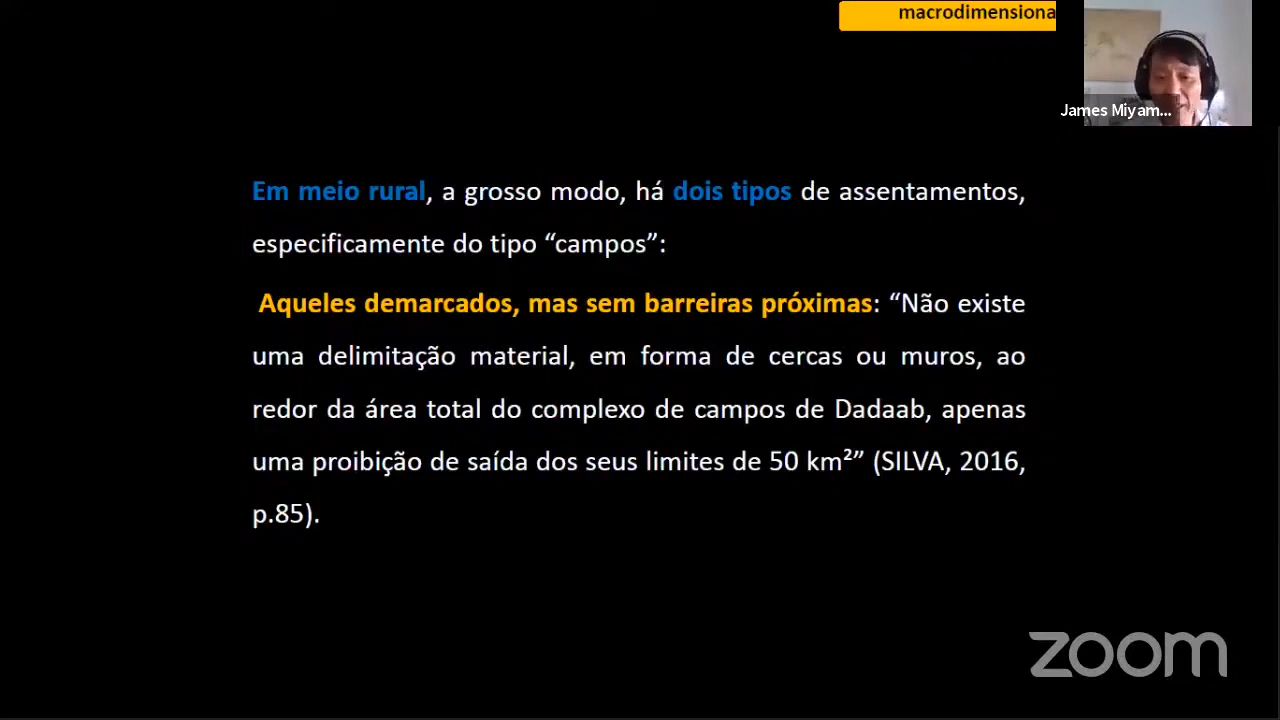 macrodimensiona
James Miyam...
Em meio rural, a grosso modo, há dois tipos de assentamentos,
especificamente do tipo “campos”:
Aqueles demarcados, mas sem barreiras próximas: “Não existe
uma delimitação material, em forma de cercas ou muros, ao
redor da área total do complexo de campos de Dadaab, apenas
uma proibição de saída dos seus limites de 50 km²” (SILVA, 2016,
p.85).
zoom